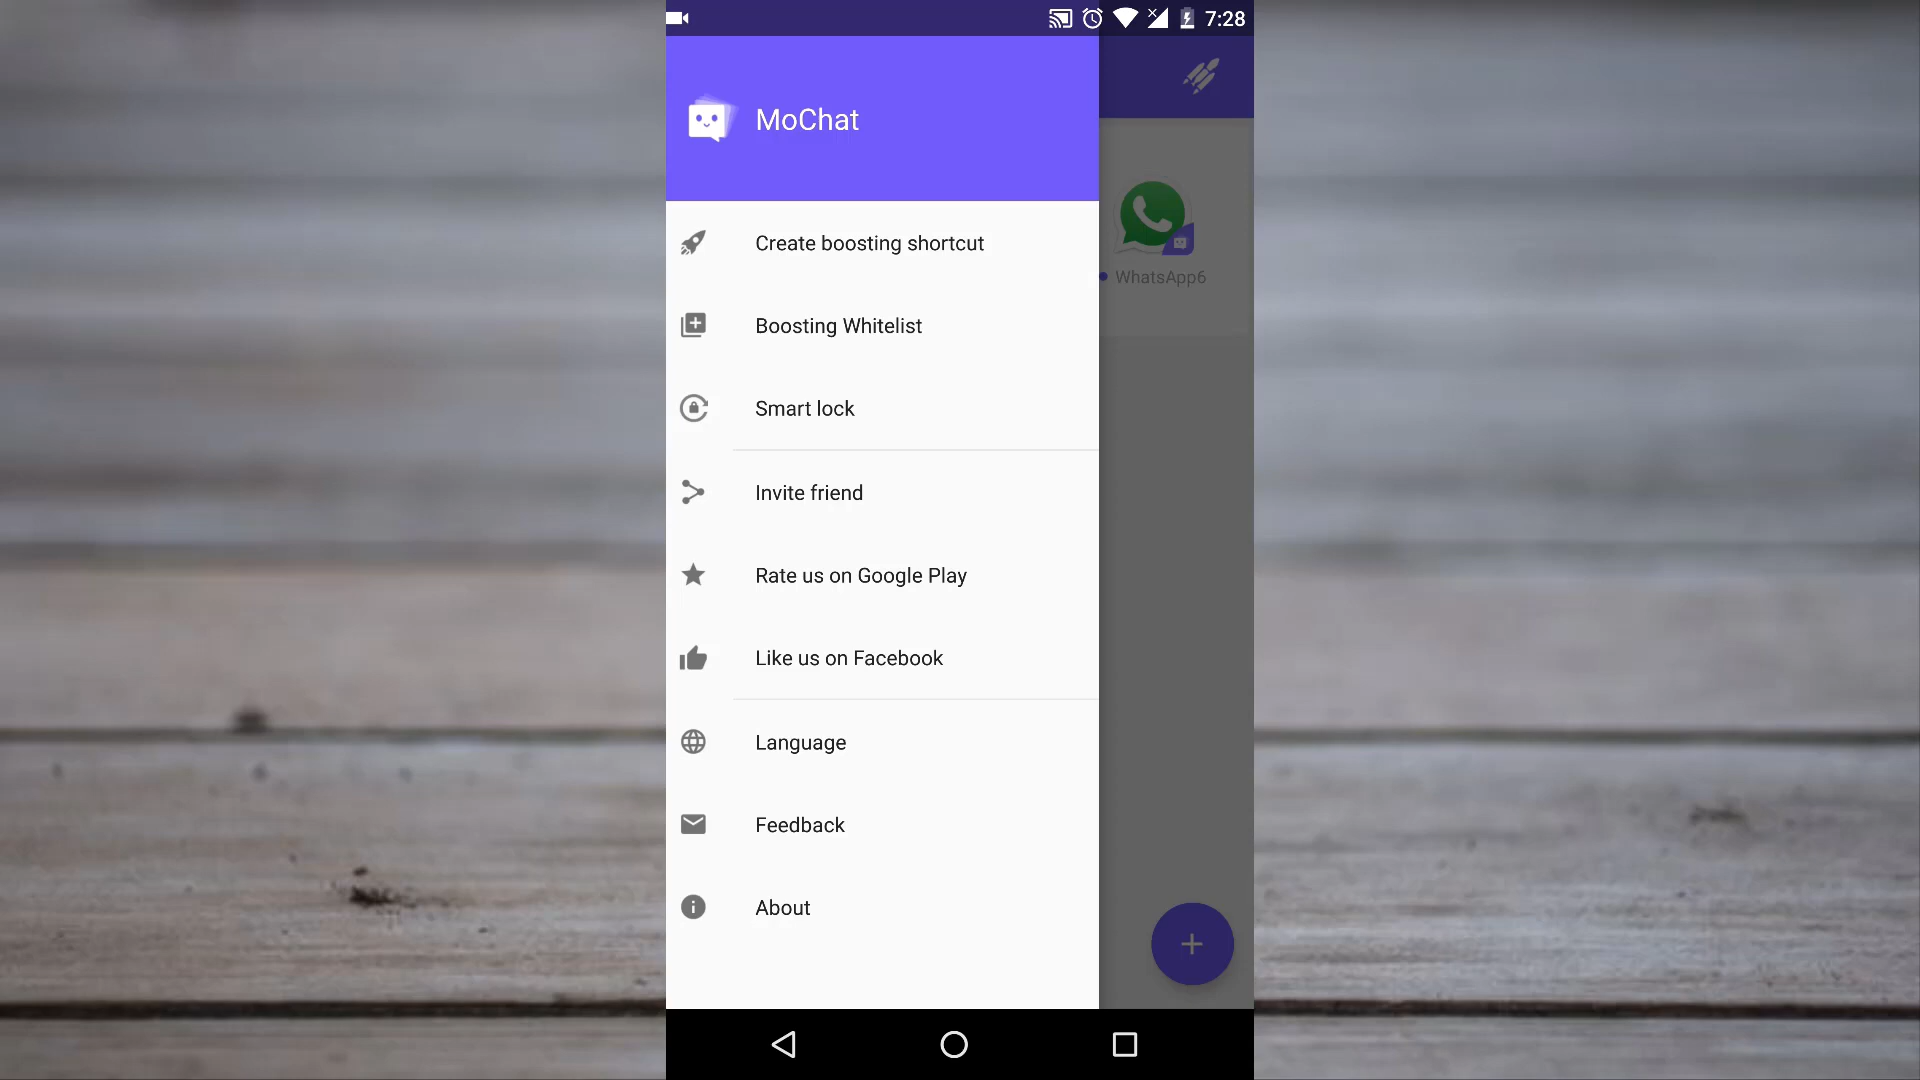 7:28
MoChat
Create boosting shortcut
Boosting Whitelist
Smart lock
Invite friend
Rate us on Google Play
Like us on Facebook
Language
Feedback
About
WhatsApp6